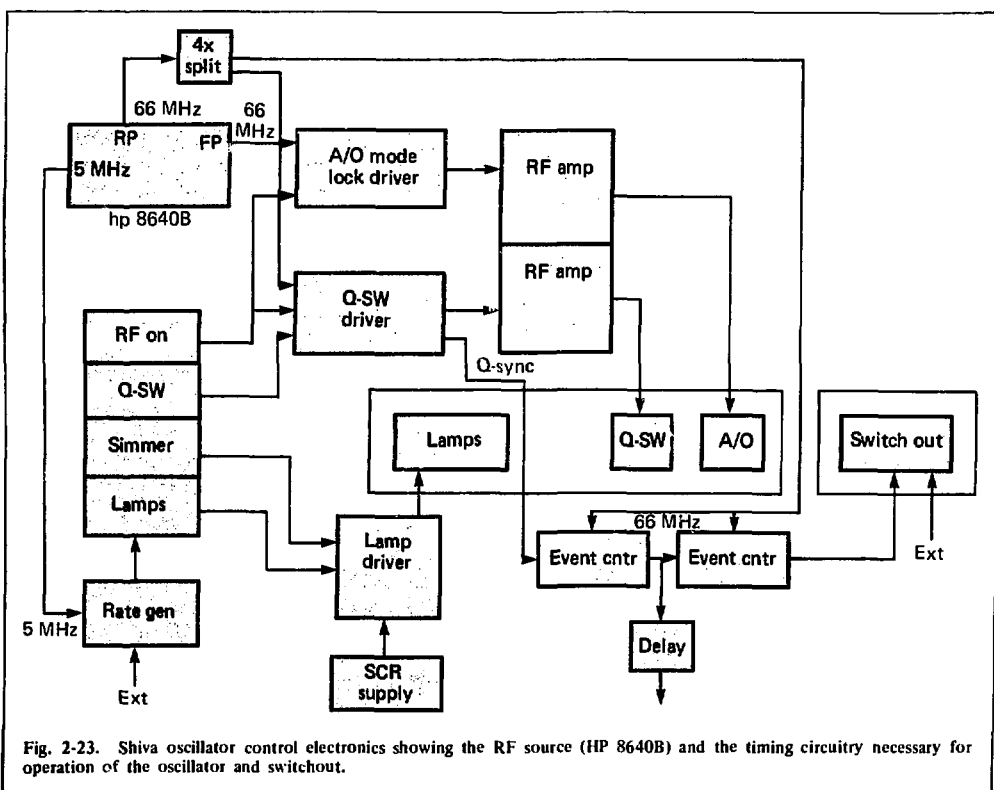 4x
split
66 MHz
66
MHz
RP
FP
5 MHz
hp 8640B
A/O mode
lock driver
RF amp
RF amp
Q-SW
driver
RF on
Q-SW
Simmer
Lamps
Q-sync
Lamps
Q-SW
A/O
Switch out
66 MHz
Lamp
driver
Event cntr
Event cntr
Ext
Rate gen
5 MHz
Ext
SCR
supply
Delay
Fig. 2-23. Shiva oscillator control electronics showing the RF source (HP 8640B) and the timing circuitry necessary for
operation of the oscillator and switchout.